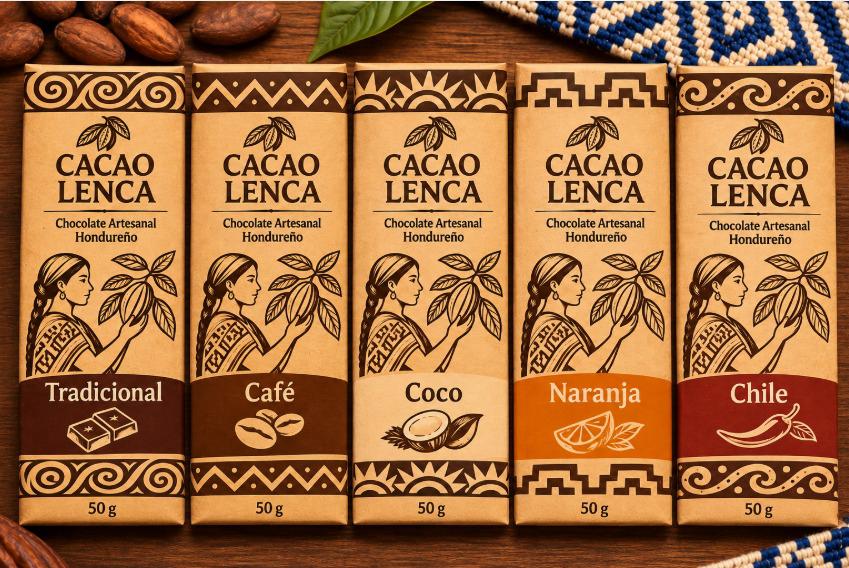 CACAO
LENCA
Chocolate Artesanal
Hondureño
Tradicional
50 g
CACAO
LENCA
Chocolate Artesanal
Hondureño
Café
50 g
CACAO
LENCA
Chocolate Artesanal
Hondureño
Coco
50 g
CACAO
LENCA
Chocolate Artesanal
Hondureño
Naranja
50 g
CACAO
LENCA
Chocolate Artesanal
Hondureño
Chile
50 g